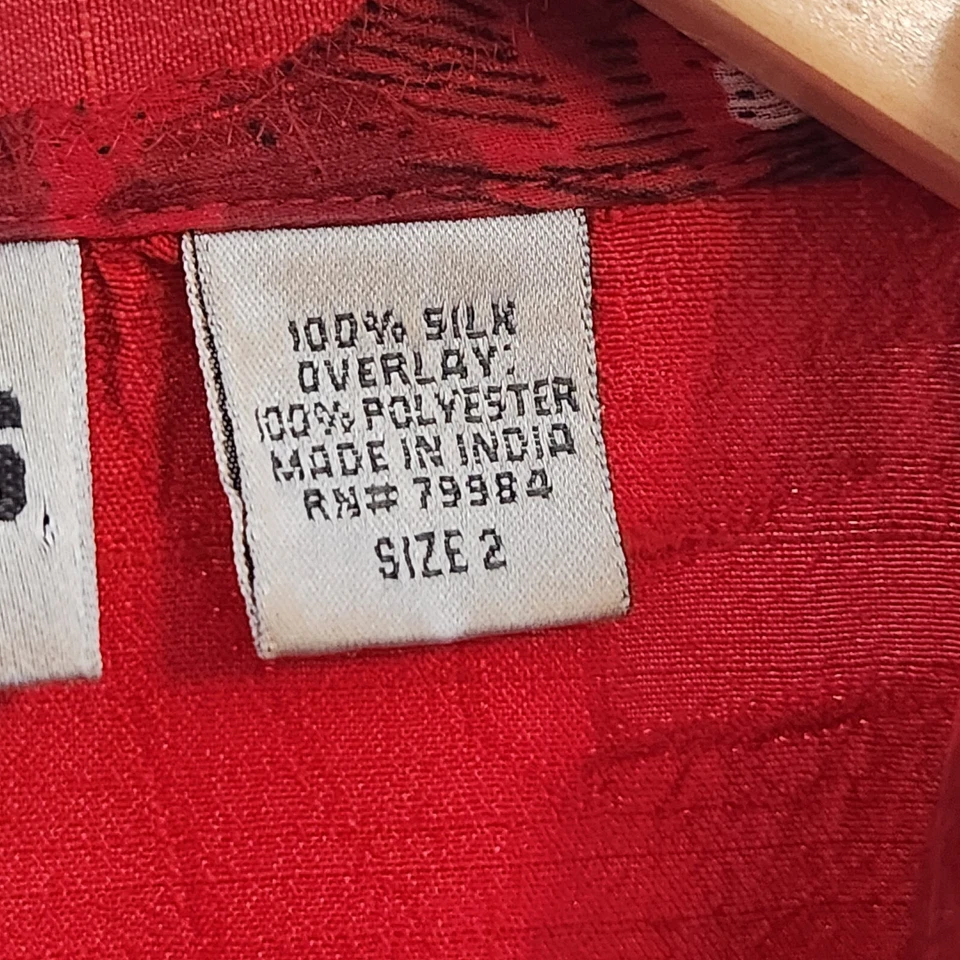 100% SILK
OVERLAY:
100% POLYESTER
MADE IN INDIA
RN# 79984
SIZE 2
S